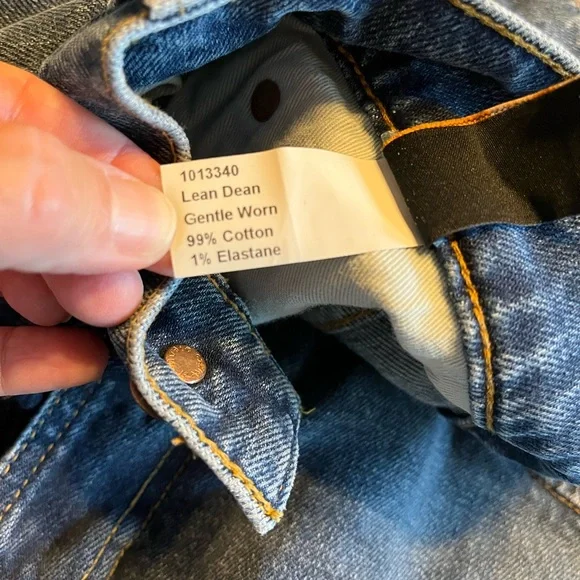 1013340
Lean Dean
Gentle Worn
99% Cotton
1% Elastane